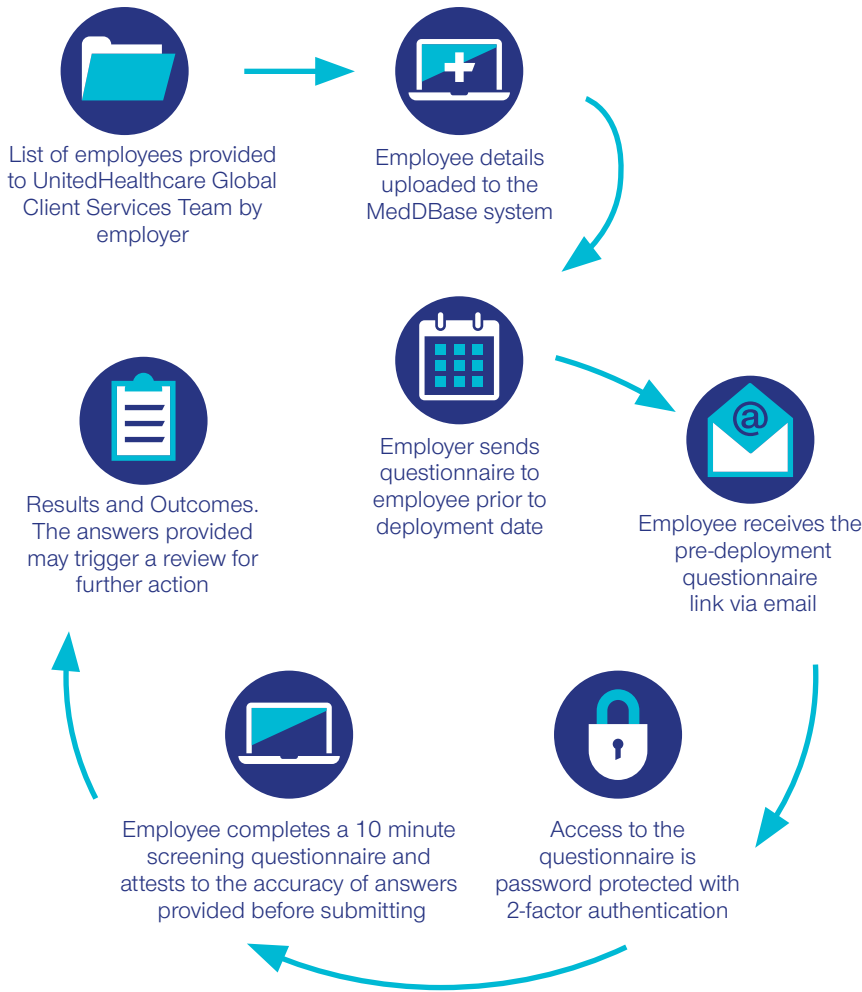 List of employees provided
to UnitedHealthcare Global
Client Services Team by
employer
Employee details
uploaded to the
MedDBase system
Employer sends
questionnaire to
employee prior to
deployment date
@
Employee receives the
pre-deployment
questionnaire
link via email
Access to the
questionnaire is
password protected with
2-factor authentication
Employee completes a 10 minute
screening questionnaire and
attests to the accuracy of answers
provided before submitting
Results and Outcomes.
The answers provided
may trigger a review for
further action